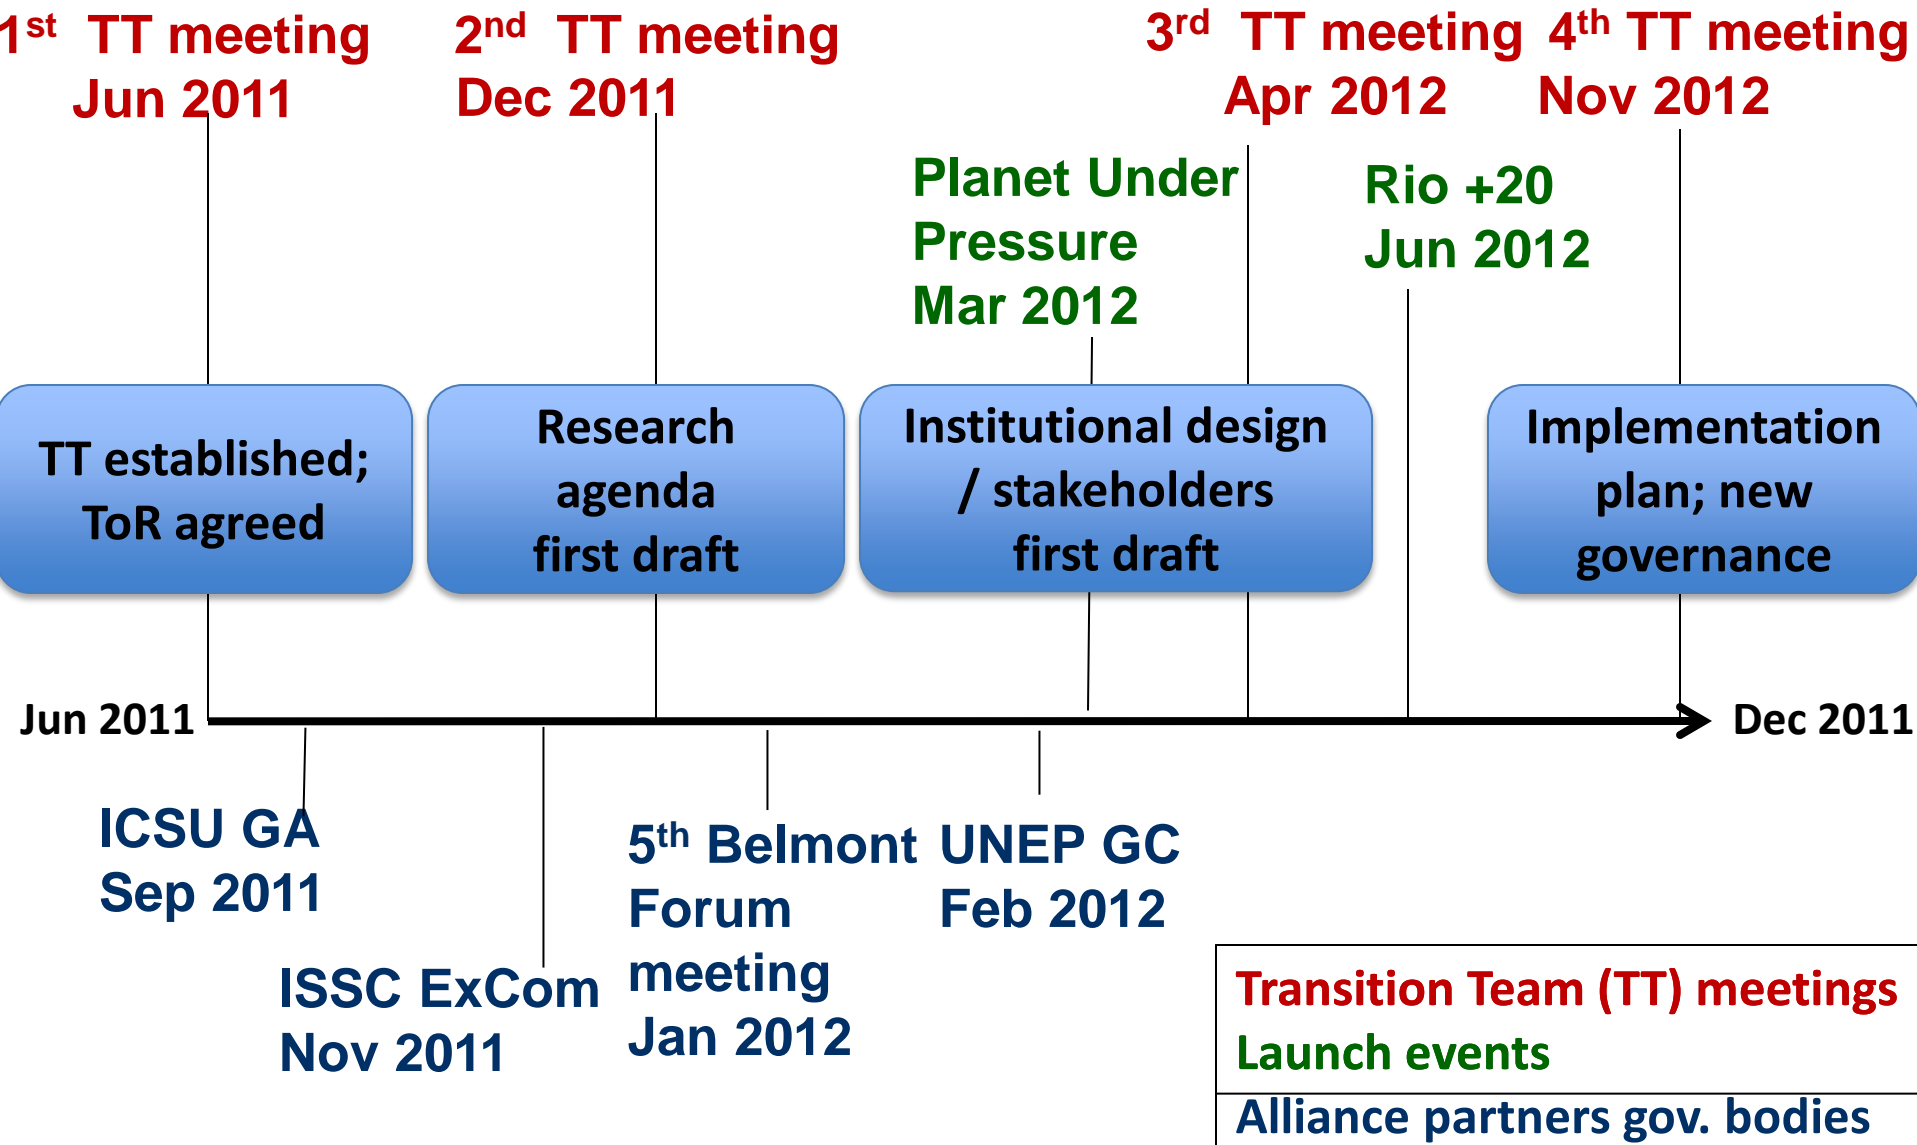 1st TT meeting
Jun 2011
2nd TT meeting
Dec 2011
3rd TT meeting
Apr 2012
4th TT meeting
Nov 2012
Planet Under
Pressure
Mar 2012
Rio +20
Jun 2012
TT established;
ToR agreed
Research
agenda
first draft
Institutional design
/ stakeholders
first draft
Implementation
plan; new
governance
Jun 2011
Dec 2011
ICSU GA
Sep 2011
ISSC ExCom
Nov 2011
5th Belmont
Forum
meeting
Jan 2012
UNEP GC
Feb 2012
Transition Team (TT) meetings
Launch events
Alliance partners gov. bodies